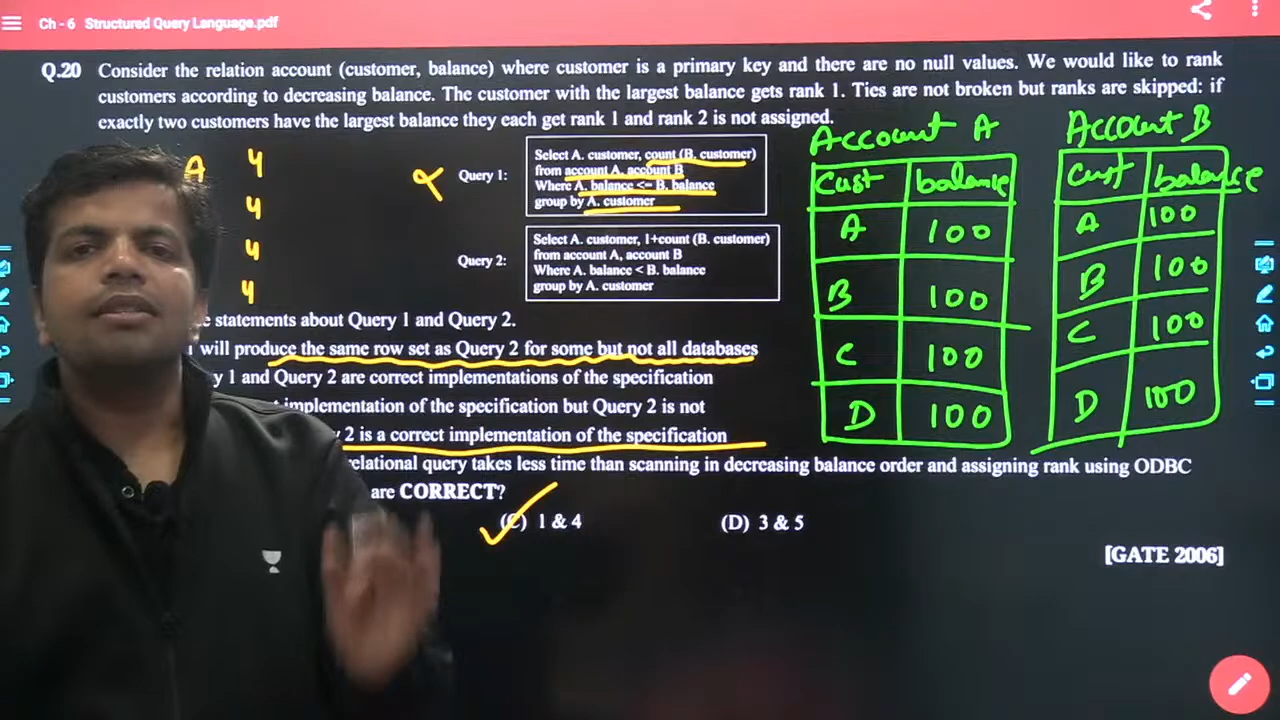 Ch - 6 Structured Query Language.pdf
Q.20 Consider the relation account (customer, balance) where customer is a primary key and there are no null values. We would like to rank
customers according to decreasing balance. The customer with the largest balance gets rank 1. Ties are not broken but ranks are skipped: if
exactly two customers have the largest balance they each get rank 1 and rank 2 is not assigned.
A 4
4
4
4
Query 1:
Select A. customer, count (B. customer)
from account A, account B
Where A. balance <= B. balance
group by A. customer
Query 2:
Select A. customer, 1+count (B. customer)
from account A, account B
Where A. balance < B. balance
group by A. customer
Account A
Cust balance
A 100
B 100
C 100
D 100
Account B
Cust balance
A 100
B 100
C 100
D 100
statements about Query 1 and Query 2.
will produce the same row set as Query 2 for some but not all databases
1 and Query 2 are correct implementations of the specification
implementation of the specification but Query 2 is not
2 is a correct implementation of the specification
relational query takes less time than scanning in decreasing balance order and assigning rank using ODBC
are CORRECT?
(C) 1 & 4 (D) 3 & 5
[GATE 2006]